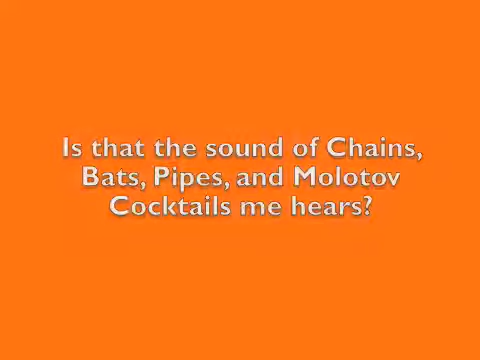 Is that the sound of Chains,
Bats, Pipes, and Molotov
Cocktails me hears?